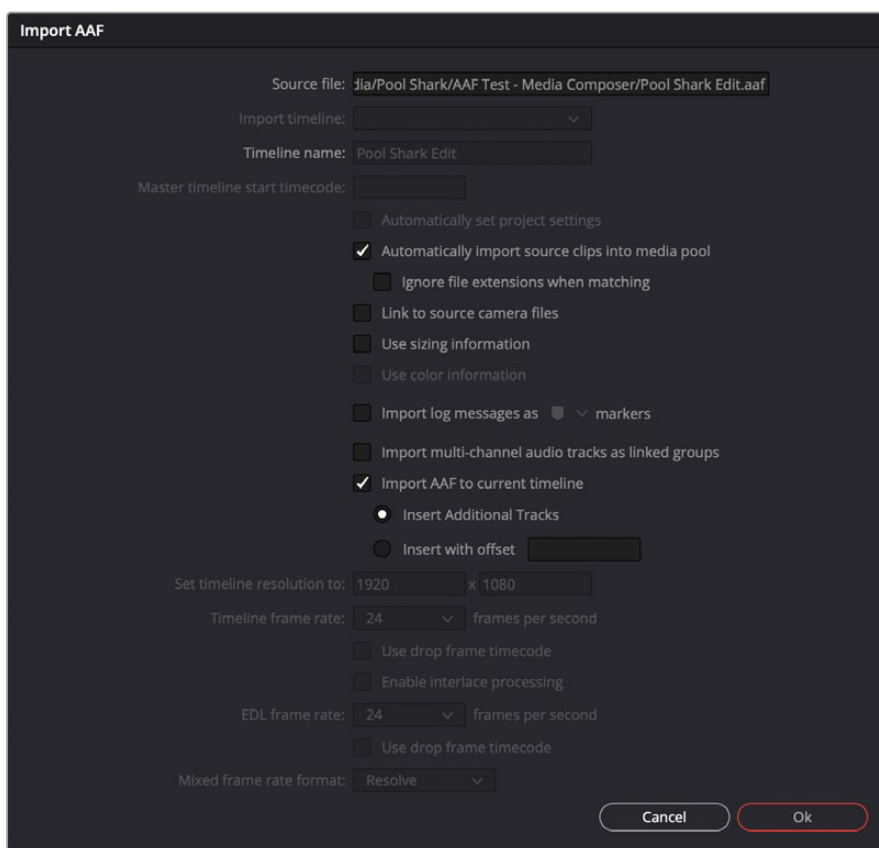 Import AAF
Source file: dia/Pool Shark/AAF Test - Media Composer/Pool Shark Edit.aaf
Import timeline:
Timeline name: Pool Shark Edit
Master timeline start timecode:
Automatically set project settings
Automatically import source clips into media pool
Ignore file extensions when matching
Link to source camera files
Use sizing information
Use color information
Import log messages as markers
Import multi-channel audio tracks as linked groups
Import AAF to current timeline
Insert Additional Tracks
Insert with offset
Set timeline resolution to: 1920 x 1080
Timeline frame rate: 24 frames per second
Use drop frame timecode
Enable interlace processing
EDL frame rate: 24 frames per second
Use drop frame timecode
Mixed frame rate format: Resolve
Cancel Ok